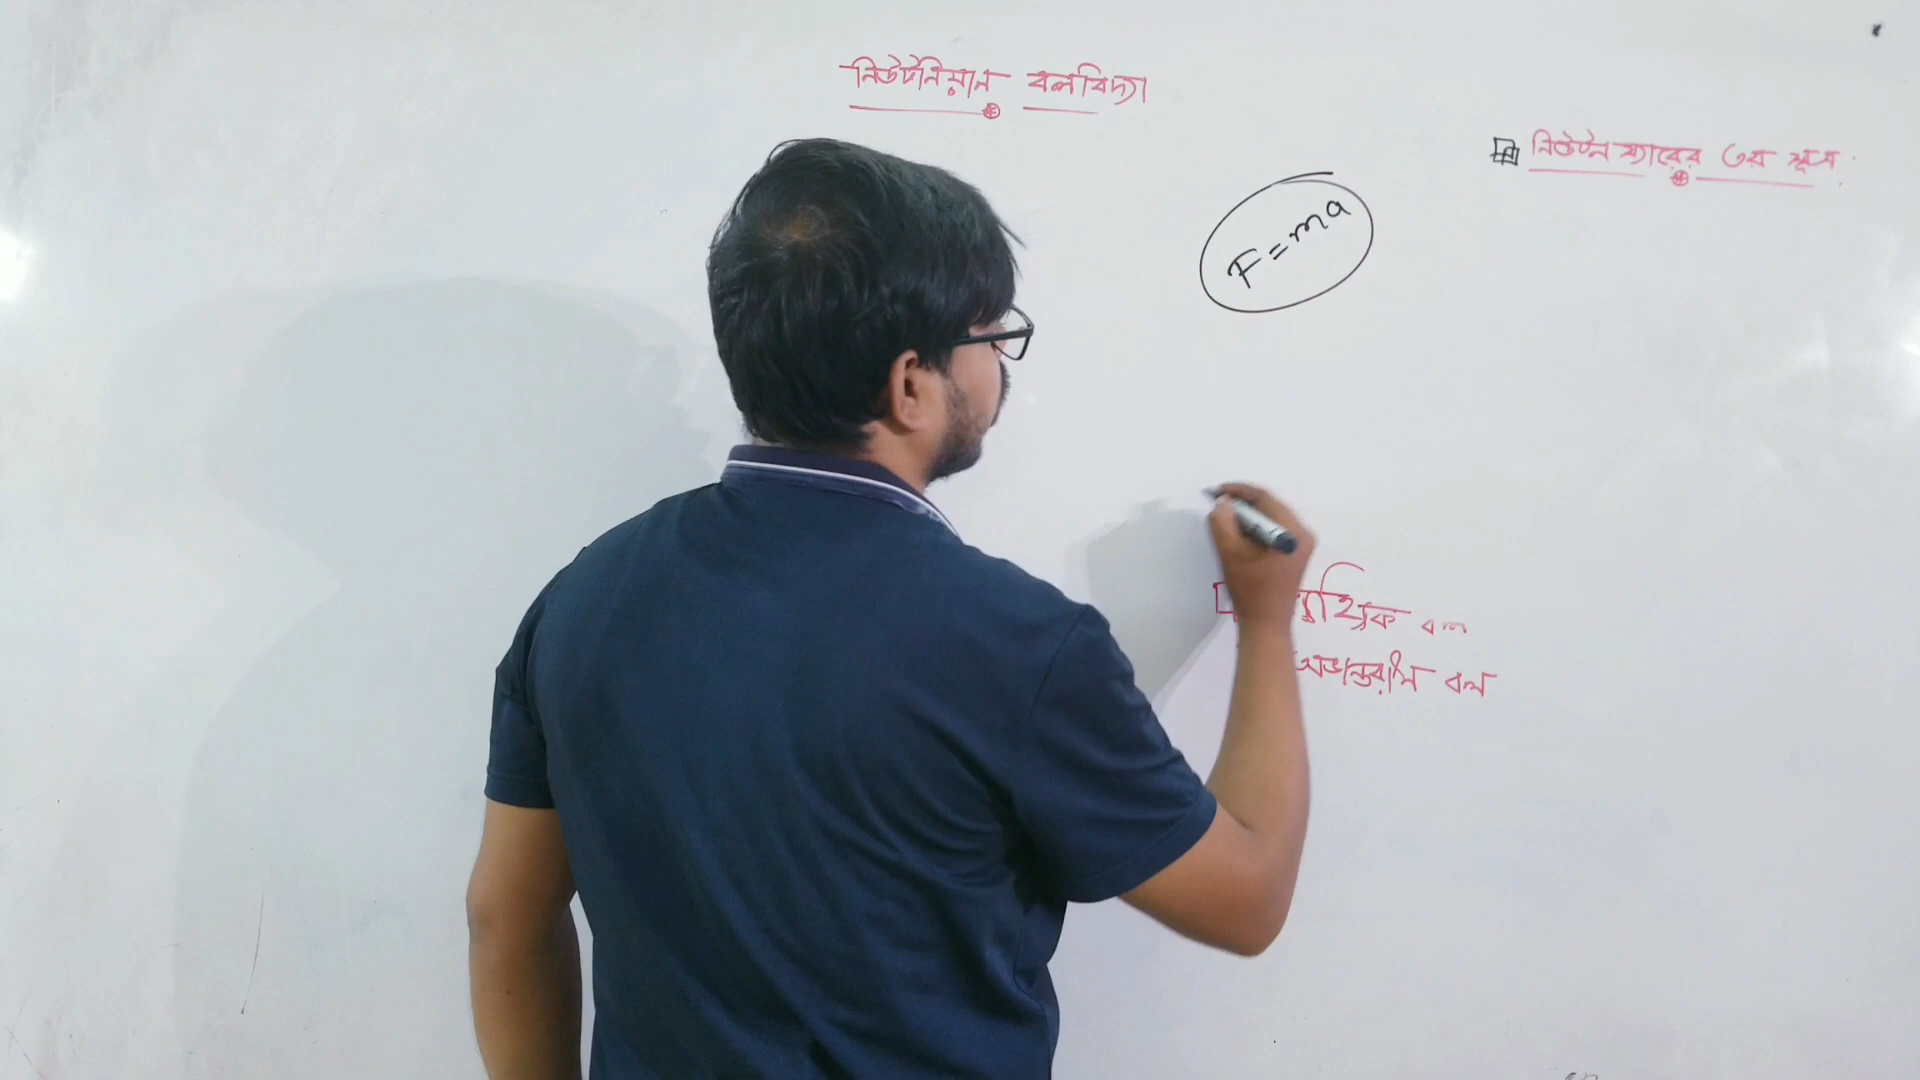 নিউটনিয়ান বলবিদ্যা
নিউটন স্যারের ৩য় সূত্র:
F = ma
বাহ্যিক বল
অভ্যন্তরীণ বল